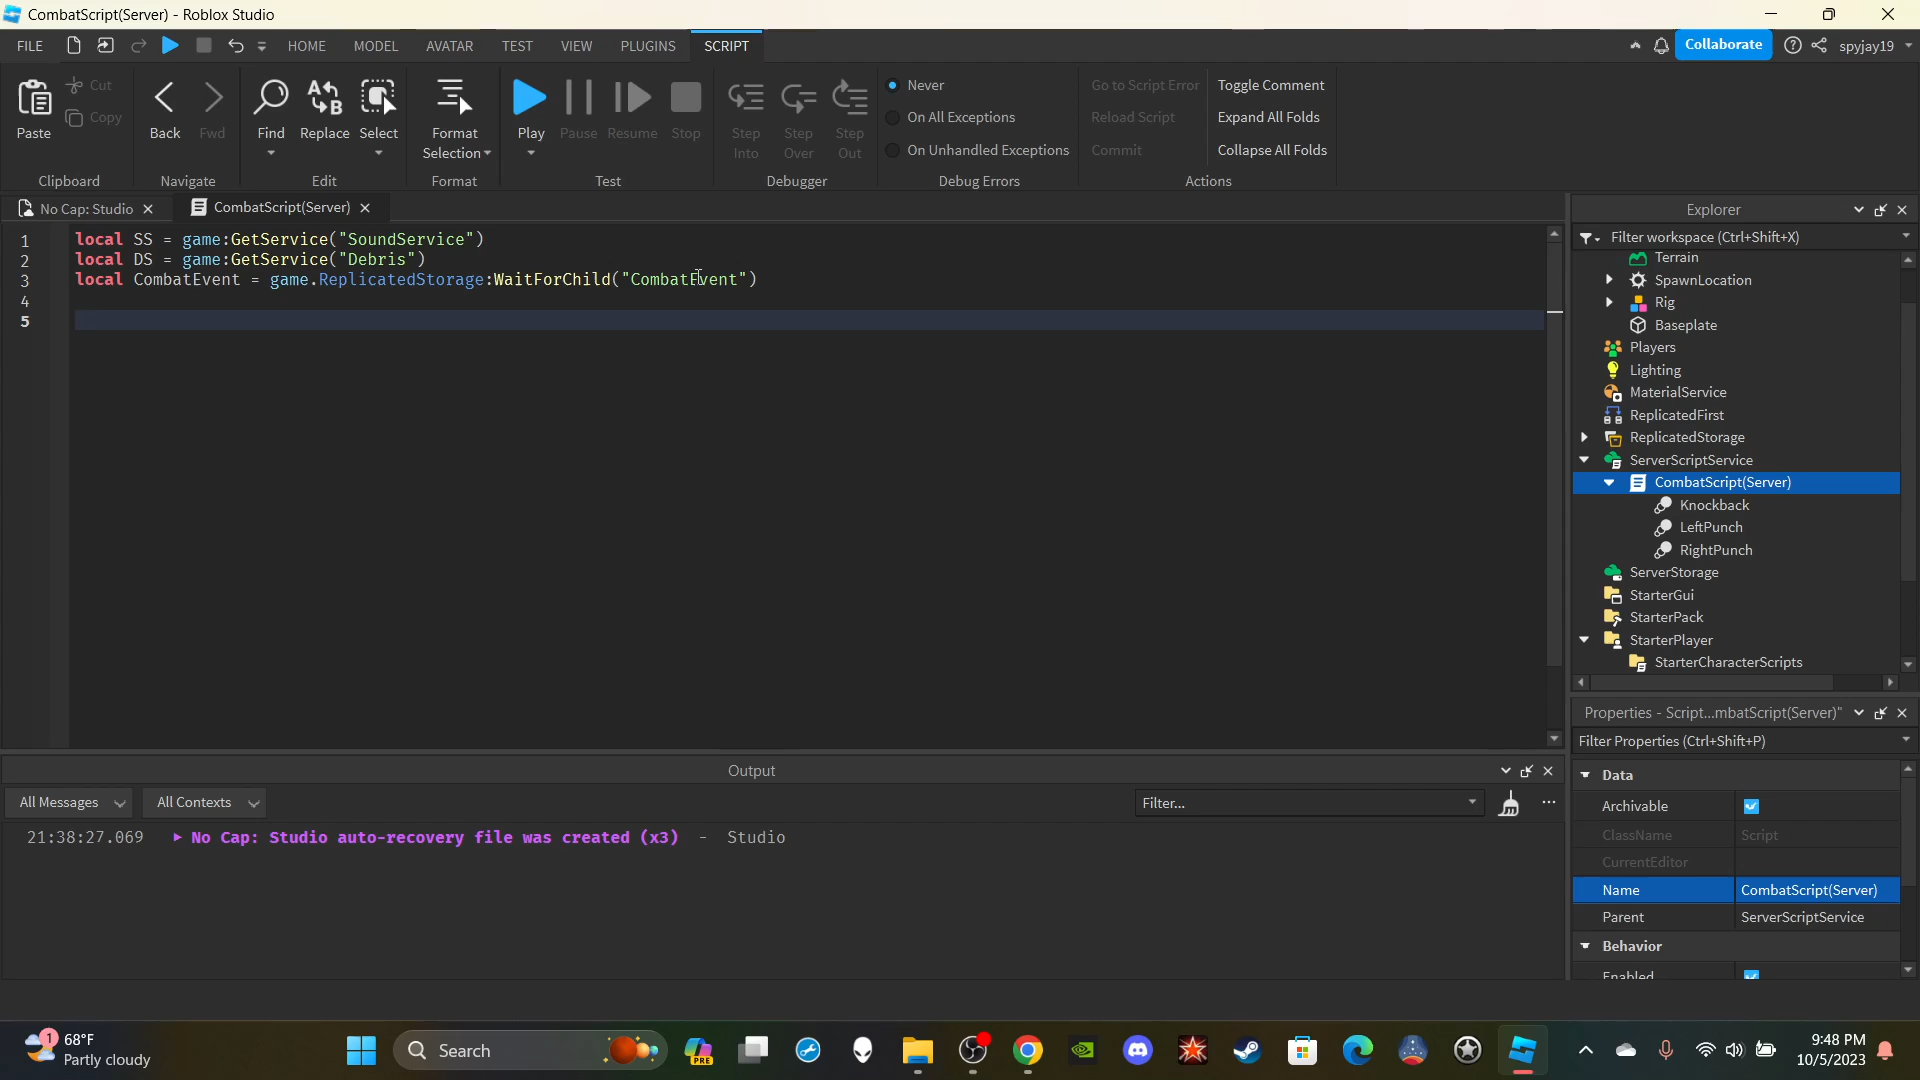 CombatScript(Server) - Roblox Studio
FILE HOME MODEL AVATAR TEST VIEW PLUGINS SCRIPT Collaborate spyjay19
Paste Cut Copy Back Fwd Find Replace Select Format Selection Play Pause Resume Stop Step Into Step Over Step Out
Never Go to Script Error Toggle Comment
On All Exceptions Reload Script Expand All Folds
On Unhandled Exceptions Commit Collapse All Folds
Clipboard Navigate Edit Format Test Debugger Debug Errors Actions
No Cap: Studio CombatScript(Server)
1 local SS = game:GetService("SoundService")
2 local DS = game:GetService("Debris")
3 local CombatEvent = game.ReplicatedStorage:WaitForChild("CombatEvent")
4
5
Explorer
Filter workspace (Ctrl+Shift+X)
Terrain
SpawnLocation
Rig
Baseplate
Players
Lighting
MaterialService
ReplicatedFirst
ReplicatedStorage
ServerScriptService
CombatScript(Server)
Knockback
LeftPunch
RightPunch
ServerStorage
StarterGui
StarterPack
StarterPlayer
StarterCharacterScripts
Properties - Script...mbatScript(Server)"
Filter Properties (Ctrl+Shift+P)
Data
Archivable
ClassName Script
CurrentEditor
Name CombatScript(Server)
Parent ServerScriptService
Behavior
Enabled
Output
All Messages All Contexts Filter...
21:38:27.069 No Cap: Studio auto-recovery file was created (x3) - Studio
1 68°F
Partly cloudy
Search
PRE
9:48 PM
10/5/2023